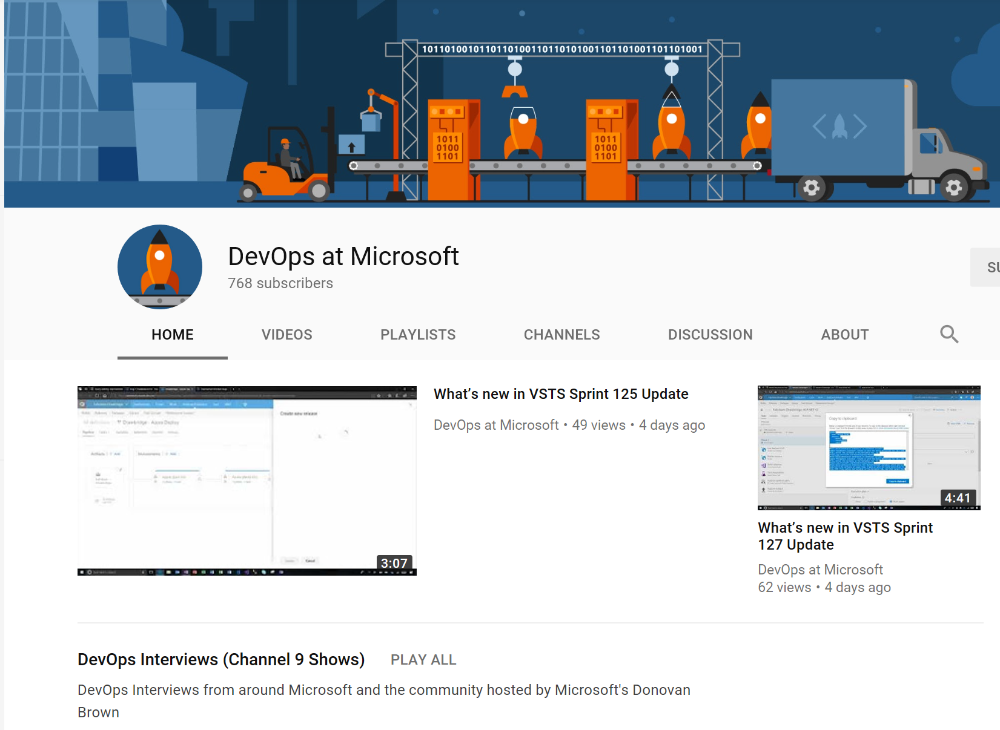 1011010010110110100110110101001101101001101101001
1011
0100
1101
1011
0100
1101
DevOps at Microsoft
768 subscribers
SU
HOME VIDEOS PLAYLISTS CHANNELS DISCUSSION ABOUT
Create new release
Cancel
3:07
What’s new in VSTS Sprint 125 Update
DevOps at Microsoft • 49 views • 4 days ago
Copy to clipboard
4:41
What’s new in VSTS Sprint
127 Update
DevOps at Microsoft
62 views • 4 days ago
DevOps Interviews (Channel 9 Shows) PLAY ALL
DevOps Interviews from around Microsoft and the community hosted by Microsoft's Donovan
Brown